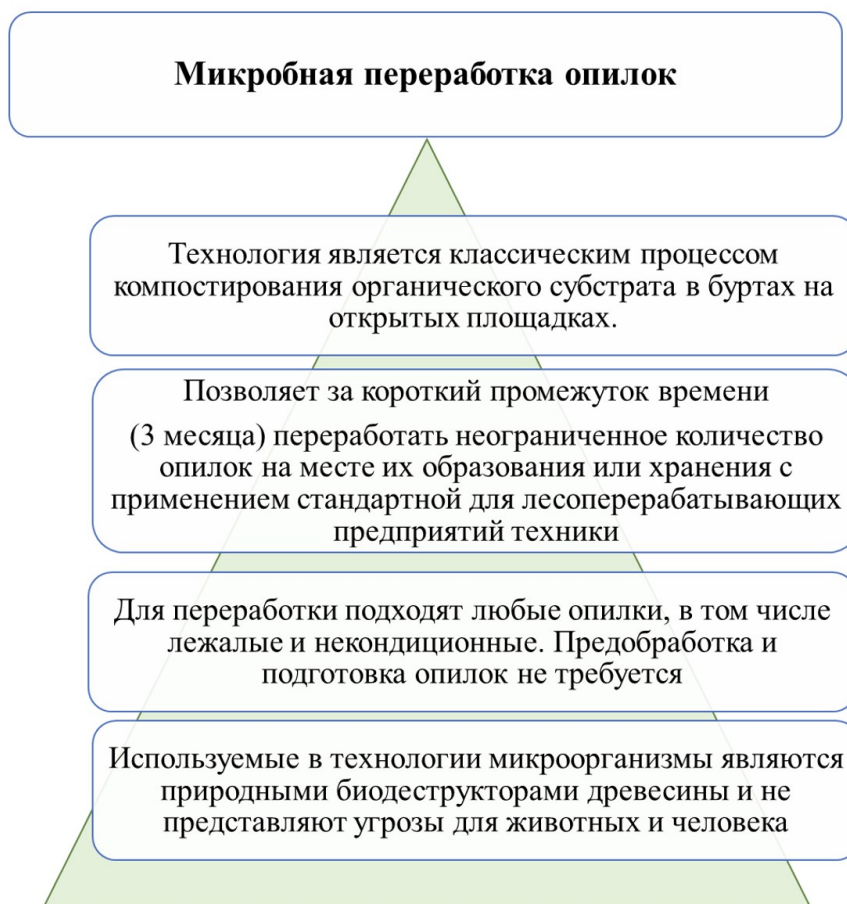 Микробная переработка опилок
Технология является классическим процессом
компостирования органического субстрата в буртах на
открытых площадках.
Позволяет за короткий промежуток времени
(3 месяца) переработать неограниченное количество
опилок на месте их образования или хранения с
применением стандартной для лесоперерабатывающих
предприятий техники
Для переработки подходят любые опилки, в том числе
лежалые и некондиционные. Предобработка и
подготовка опилок не требуется
Используемые в технологии микроорганизмы являются
природными биодеструкторами древесины и не
представляют угрозы для животных и человека